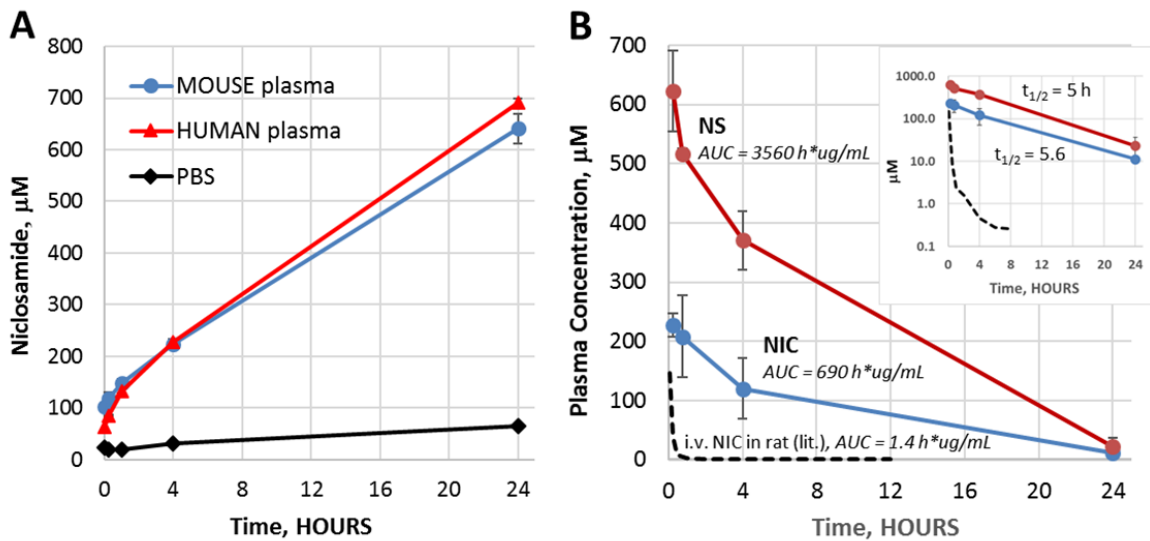 A
Niclosamide, µM
800
700
600
500
400
300
200
100
0
MOUSE plasma
HUMAN plasma
PBS
0 4 8 12 16 20 24
Time, HOURS
B
Plasma Concentration, µM
700
600
500
400
300
200
100
0
NS
AUC = 3560 h*ug/mL
NIC
AUC = 690 h*ug/mL
i.v. NIC in rat (lit.), AUC = 1.4 h*ug/mL
0 4 8 12 16 20 24
Time, HOURS
µM
1000.0
100.0
10.0
1.0
0.1
t1/2 = 5 h
t1/2 = 5.6
0 4 8 12 16 20 24
Time, HOURS